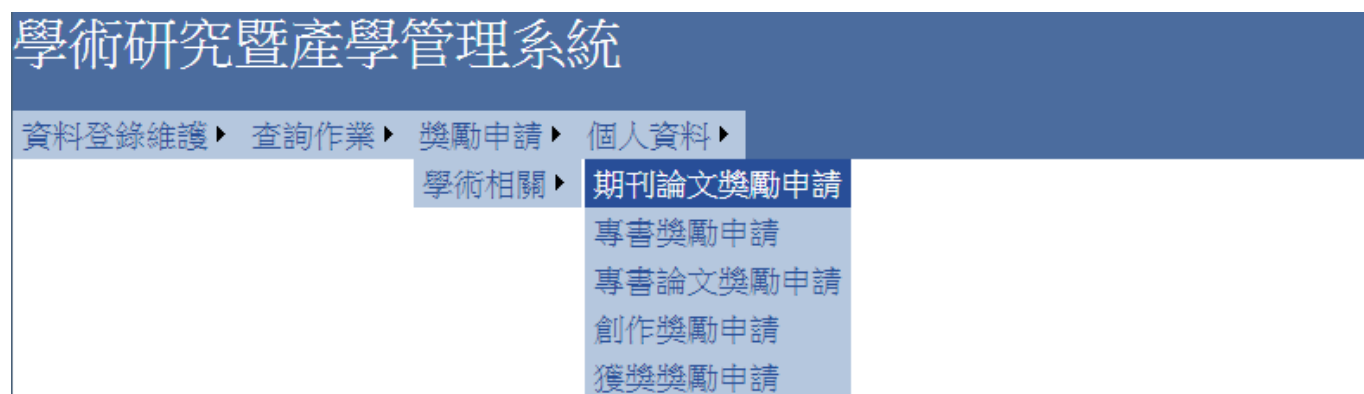 學術研究暨產學管理系統
資料登錄維護 查詢作業 獎勵申請 個人資料
學術相關 期刊論文獎勵申請
專書獎勵申請
專書論文獎勵申請
創作獎勵申請
獲獎獎勵申請